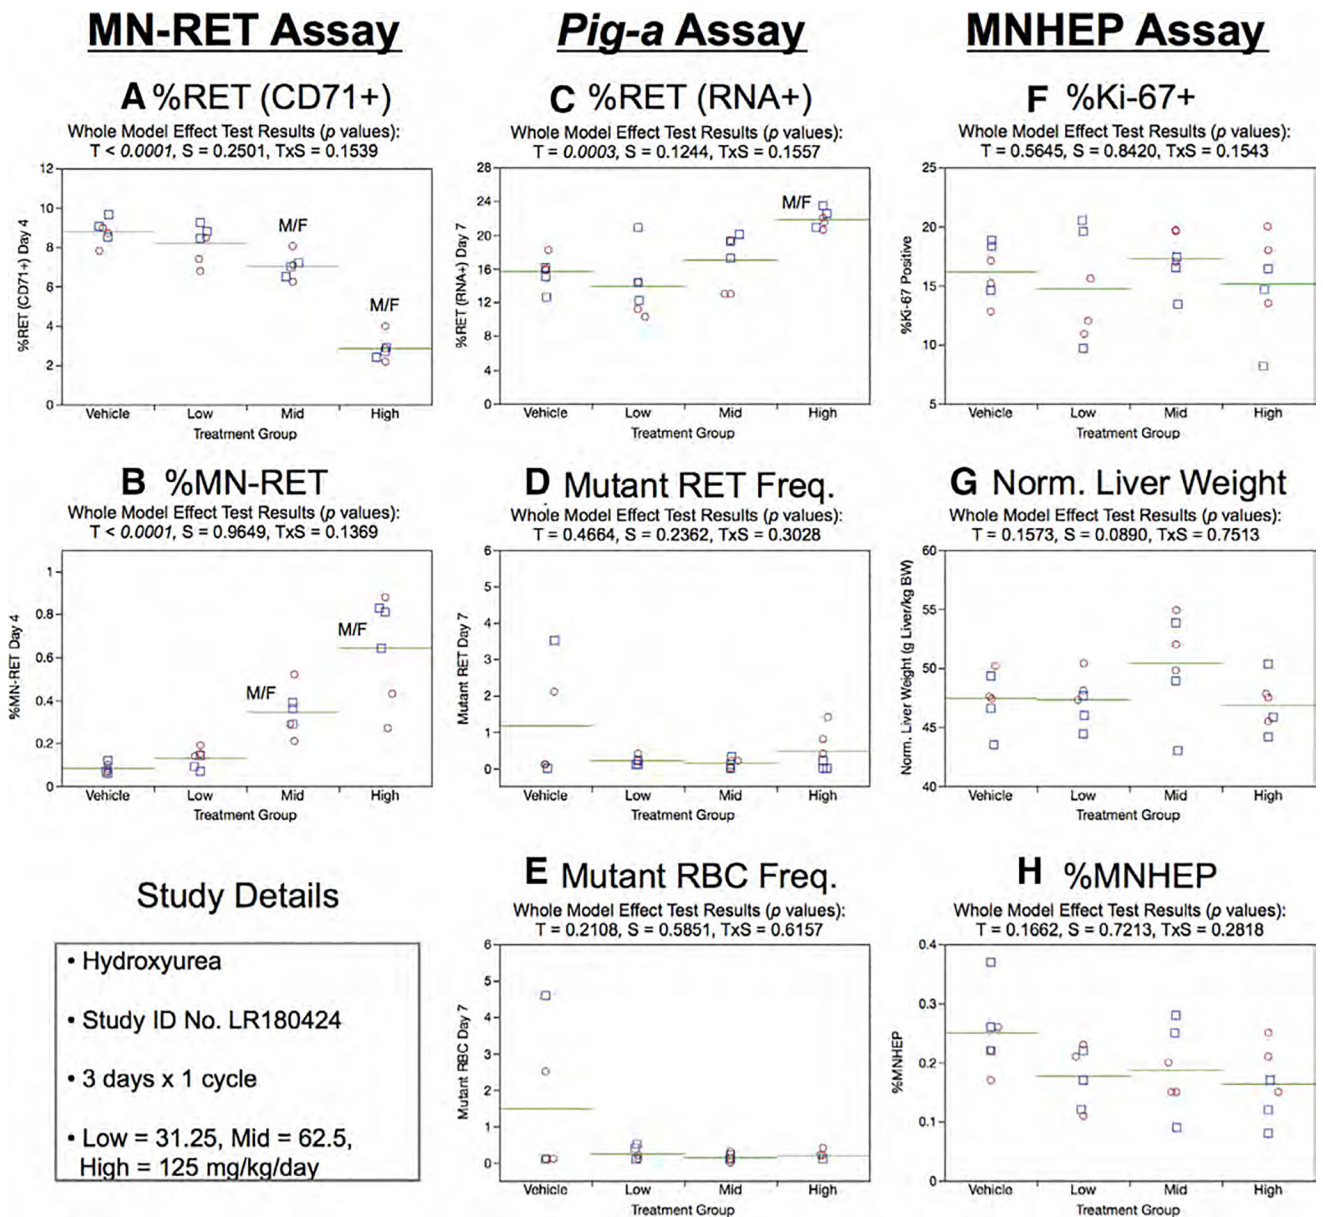 MN-RET Assay
A %RET (CD71+)
Whole Model Effect Test Results (p values):
T < 0.0001, S = 0.2501, TxS = 0.1539
12
10
8
6
4
2
0
%RET (CD71+) Day 4
M/F
M/F
Vehicle Low Mid High
Treatment Group
B %MN-RET
Whole Model Effect Test Results (p values):
T < 0.0001, S = 0.9649, TxS = 0.1369
1
0.8
0.6
0.4
0.2
0
%MN-RET Day 4
M/F
M/F
Vehicle Low Mid High
Treatment Group
Study Details
• Hydroxyurea
• Study ID No. LR180424
• 3 days x 1 cycle
• Low = 31.25, Mid = 62.5,
High = 125 mg/kg/day
Pig-a Assay
C %RET (RNA+)
Whole Model Effect Test Results (p values):
T = 0.0003, S = 0.1244, TxS = 0.1557
28
24
20
16
12
8
4
0
%RET (RNA+) Day 7
M/F
Vehicle Low Mid High
Treatment Group
D Mutant RET Freq.
Whole Model Effect Test Results (p values):
T = 0.4664, S = 0.2362, TxS = 0.3028
6
5
4
3
2
1
0
Mutant RET Day 7
Vehicle Low Mid High
Treatment Group
E Mutant RBC Freq.
Whole Model Effect Test Results (p values):
T = 0.2108, S = 0.5851, TxS = 0.6157
6
5
4
3
2
1
0
Mutant RBC Day 7
Vehicle Low Mid High
Treatment Group
MNHEP Assay
F %Ki-67+
Whole Model Effect Test Results (p values):
T = 0.5645, S = 0.8420, TxS = 0.1543
25
20
15
10
5
%Ki-67 Positive
Vehicle Low Mid High
Treatment Group
G Norm. Liver Weight
Whole Model Effect Test Results (p values):
T = 0.1573, S = 0.0890, TxS = 0.7513
60
55
50
45
40
Norm. Liver Weight (g Liver/kg BW)
Vehicle Low Mid High
Treatment Group
H %MNHEP
Whole Model Effect Test Results (p values):
T = 0.1662, S = 0.7213, TxS = 0.2818
0.4
0.3
0.2
0.1
0
%MNHEP
Vehicle Low Mid High
Treatment Group